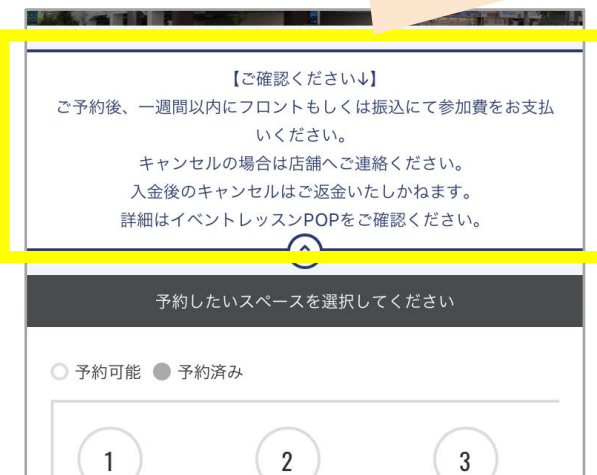 【ご確認ください↓】
ご予約後、一週間以内にフロントもしくは振込にて参加費をお支払
いください。
キャンセルの場合は店舗へご連絡ください。
入金後のキャンセルはご返金いたしかねます。
詳細はイベントレッスンPOPをご確認ください。
予約したいスペースを選択してください
予約可能 予約済み
1 2 3